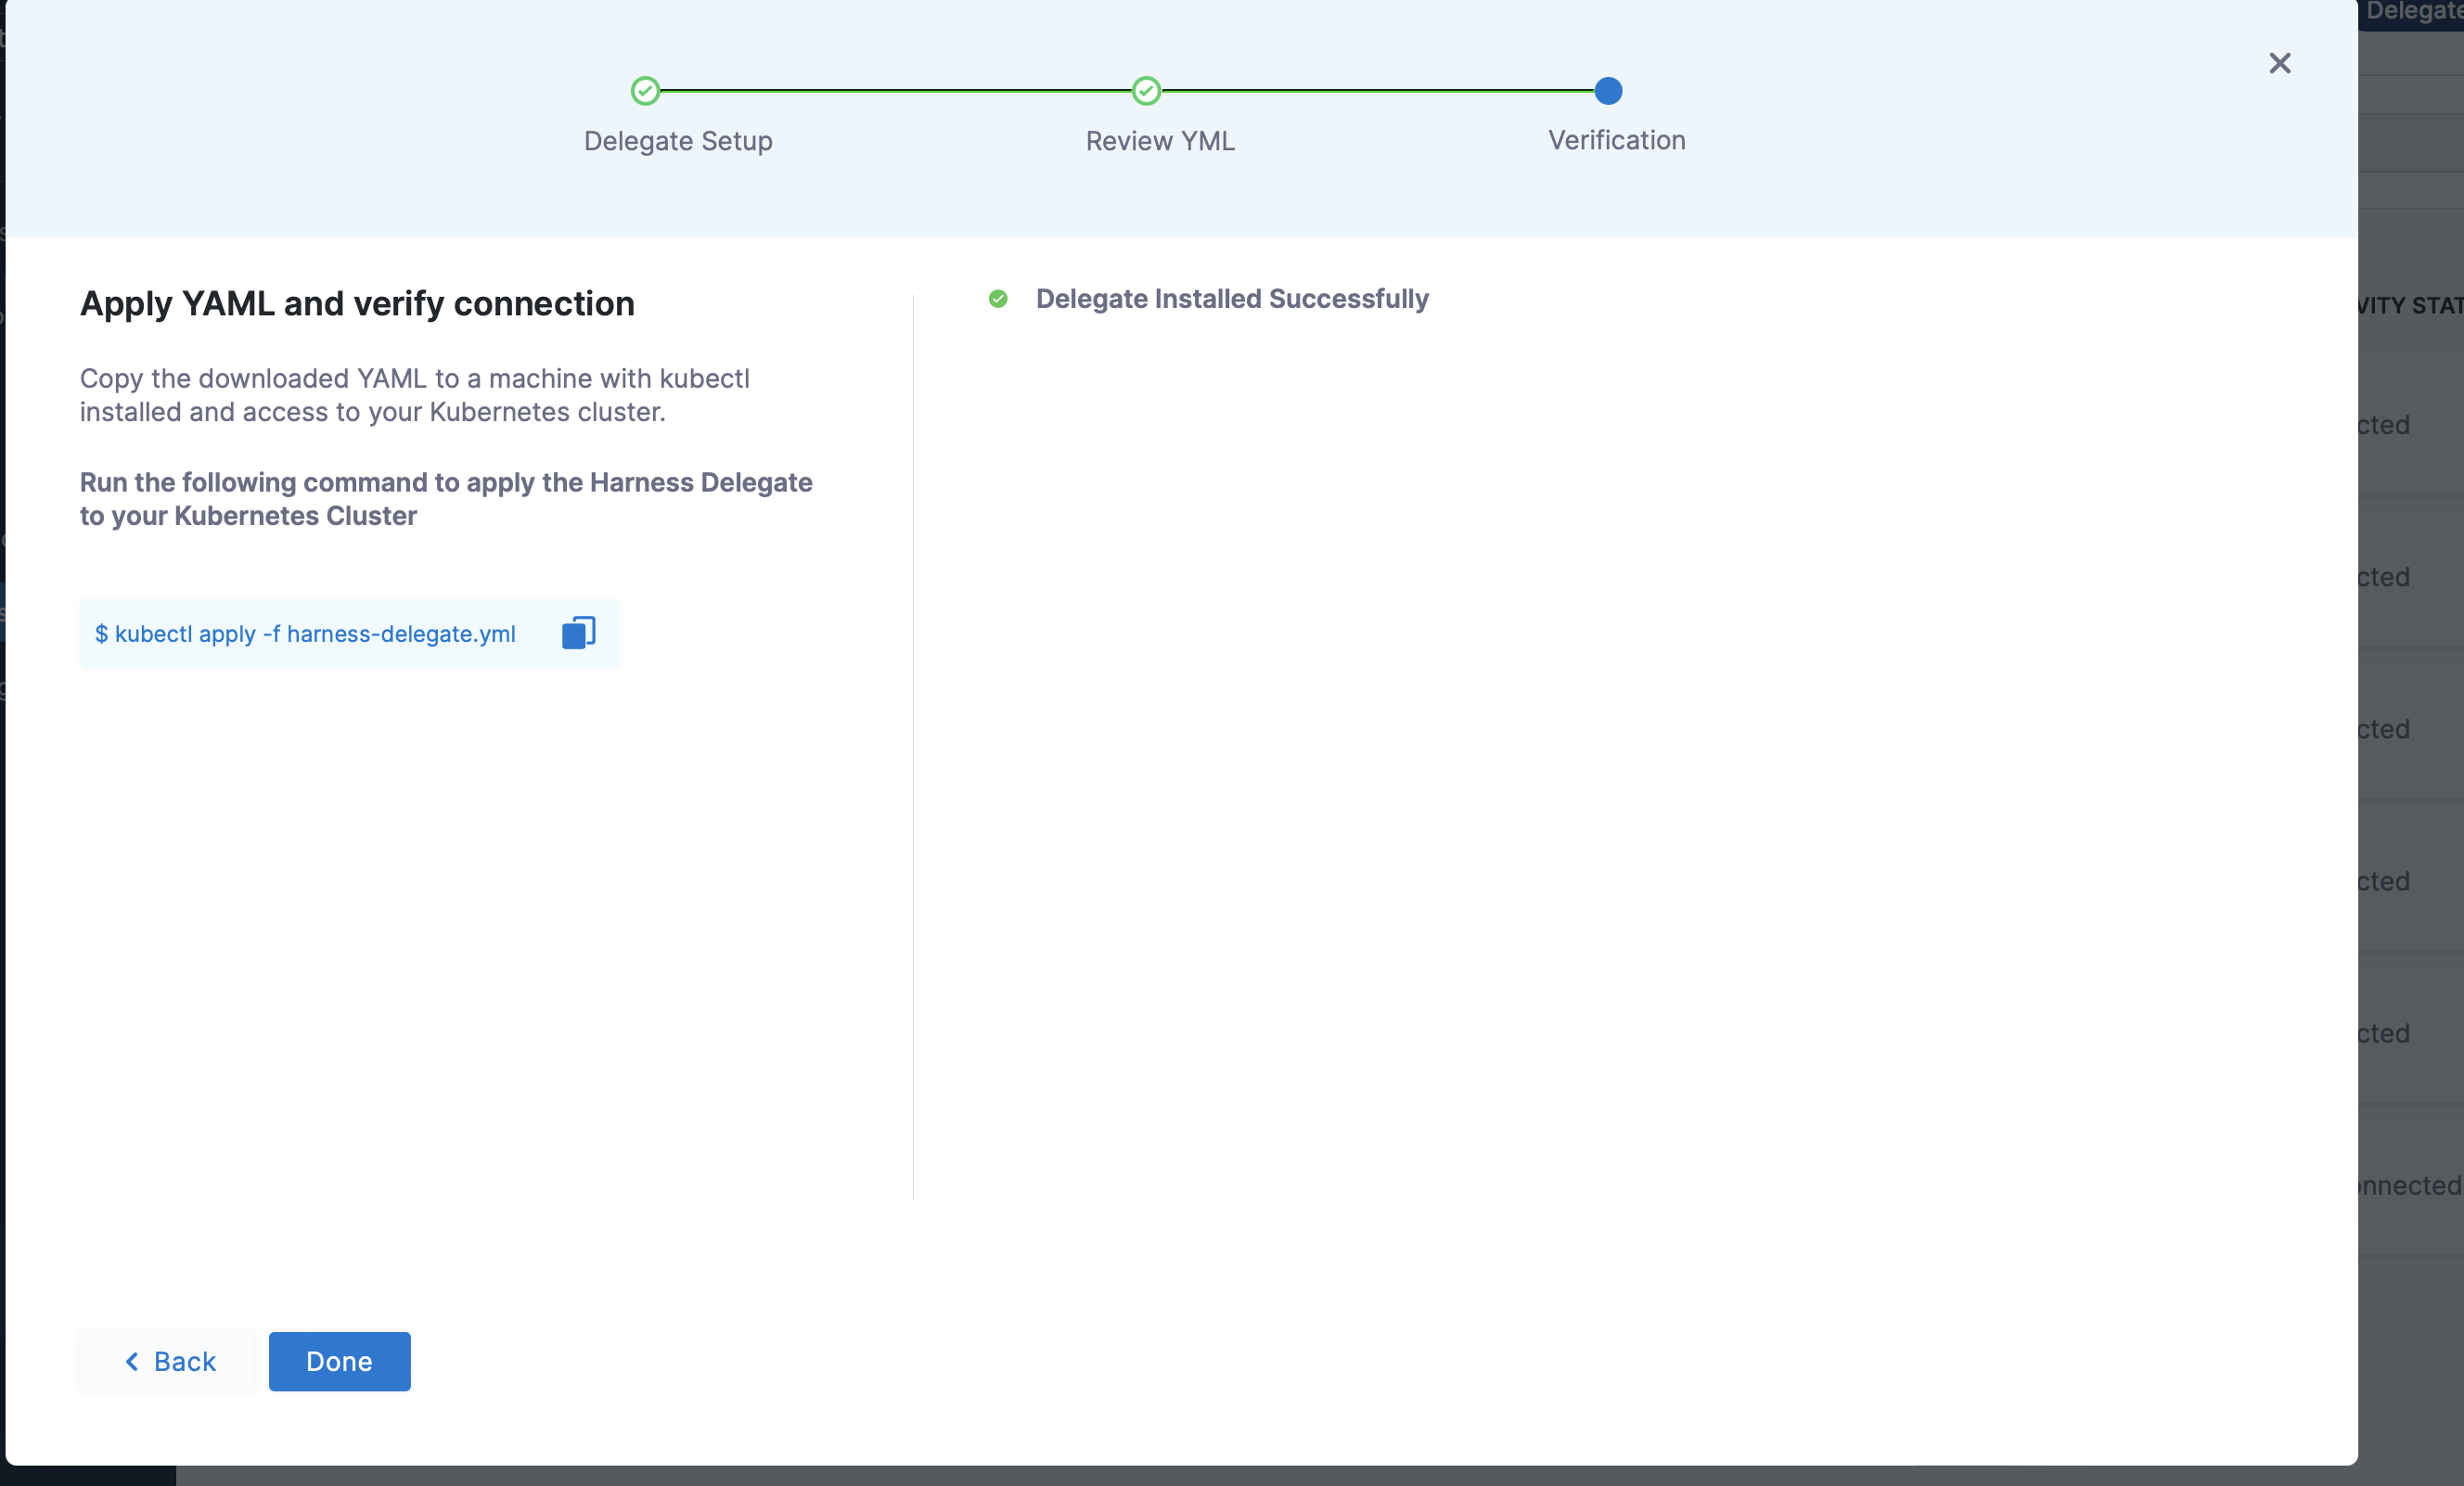 Delegate
Delegate Setup
Review YML
Verification
Apply YAML and verify connection
Delegate Installed Successfully
VITY STAT
Copy the downloaded YAML to a machine with kubectl
installed and access to your Kubernetes cluster.
Run the following command to apply the Harness Delegate
to your Kubernetes Cluster
$ kubectl apply -f harness-delegate.yml
cted
cted
cted
cted
cted
nnected
Back
Done